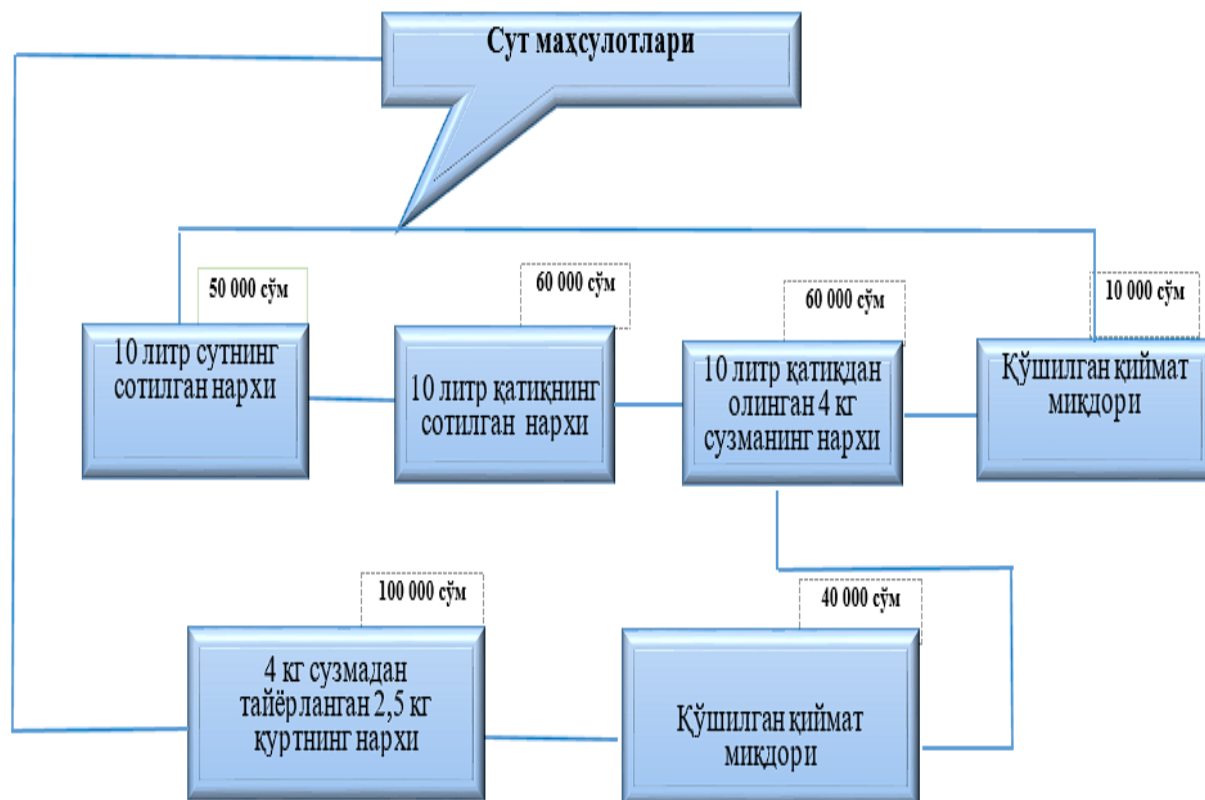 Сут маҳсулотлари
50 000 сўм
10 литр сутнинг
сотилган нархи
60 000 сўм
10 литр қатиқнинг
сотилган нархи
60 000 сўм
10 литр қатиқдан
олинган 4 кг
сузманинг нархи
10 000 сўм
Қўшилган қиймат
миқдори
100 000 сўм
4 кг сузмадан
тайёрланган 2,5 кг
қуртнинг нархи
40 000 сўм
Қўшилган қиймат
миқдори